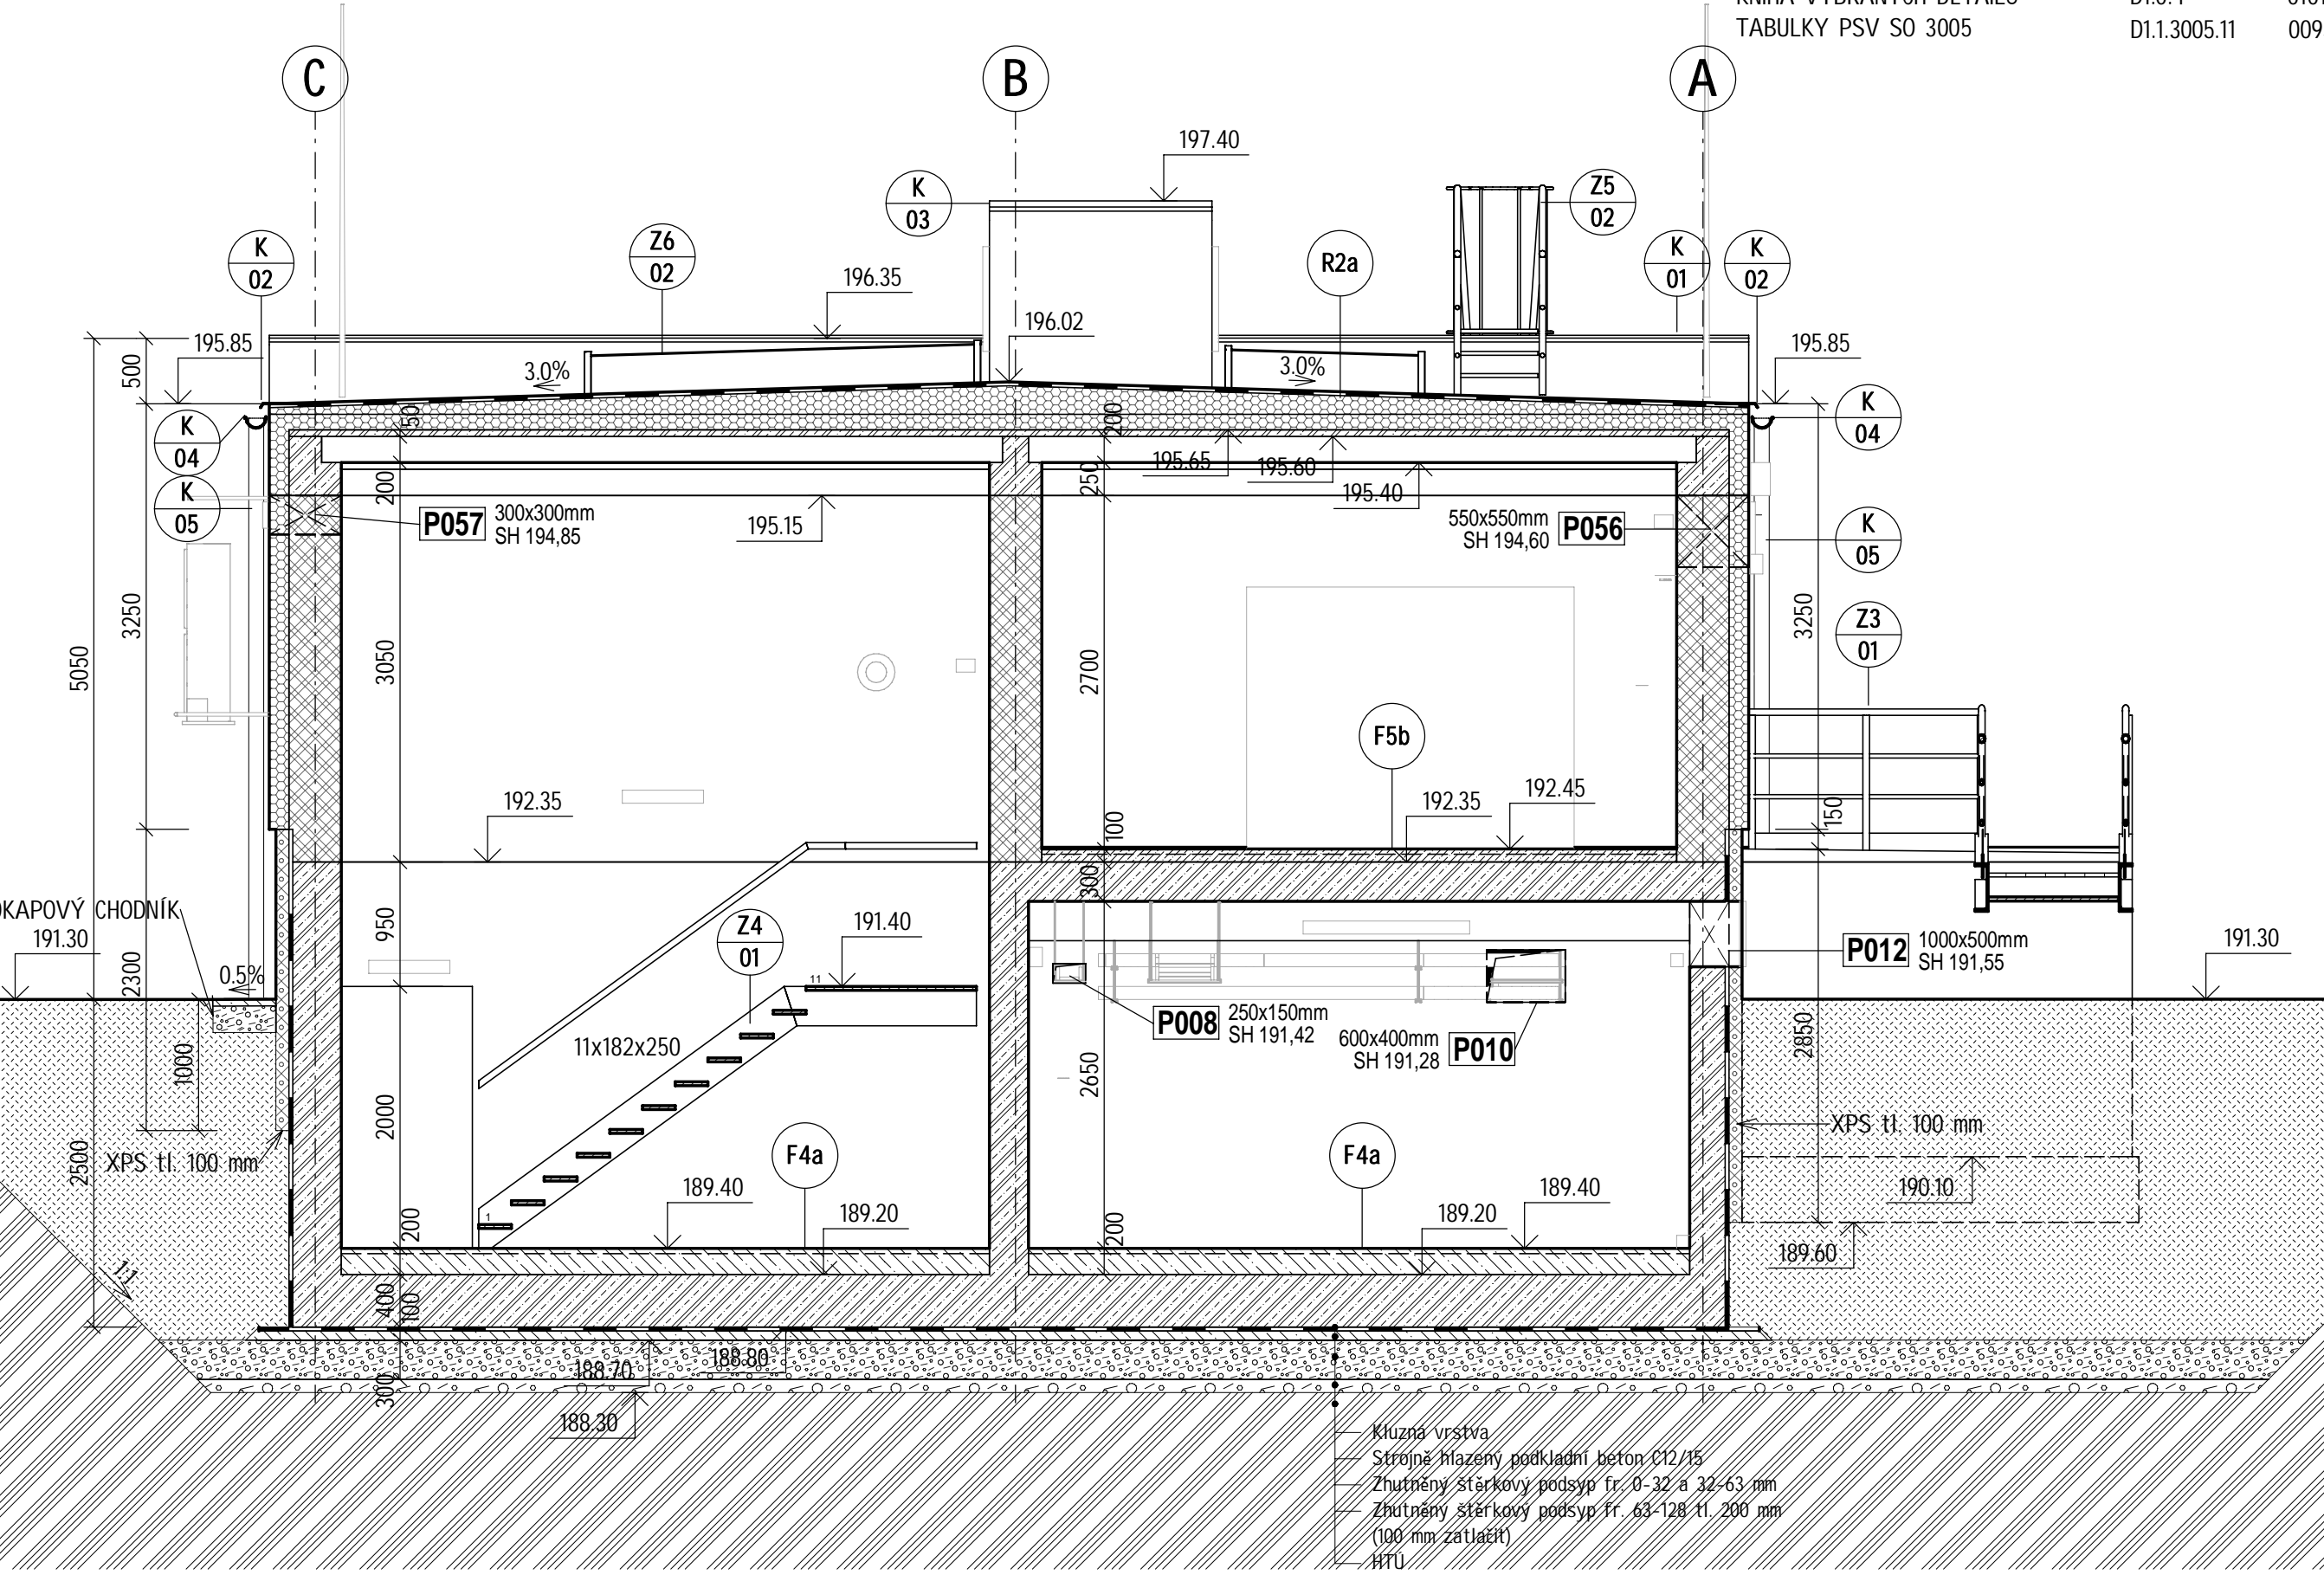 TABULKY PSV SO 3005 D1.1.3005.11 009
C
B
A
197.40
K
03
Z5
02
K
02
Z6
02
R2a
K
01
K
02
196.35
196.02
195.85
500
3.0%
3.0%
195.85
K
04
50
200
K
04
195.65
195.60
195.40
200
250
K
05
P057
300x300mm
SH 194,85
195.15
550x550mm
SH 194,60
P056
K
05
5050
3250
3050
2700
3250
Z3
01
F5b
192.35
192.35
192.45
100
150
300
OKAPOVÝ CHODNÍK
191.30
950
Z4
01
191.40
0.5%
2300
11
P012
1000x500mm
SH 191,55
191.30
P008
250x150mm
SH 191,42
600x400mm
SH 191,28
P010
11x182x250
1000
2000
2650
2850
2500
XPS tl. 100 mm
F4a
F4a
XPS tl. 100 mm
189.40
189.20
189.20
189.40
190.10
200
200
1
189.60
1:1
400
100
188.70
188.80
300
188.30
Kluzná vrstva
Strojně hlazený podkladní beton C12/15
Zhutněný štěrkový podsyp fr. 0-32 a 32-63 mm
Zhutněný štěrkový podsyp fr. 63-128 tl. 200 mm
(100 mm zatlačit)
HTÚ